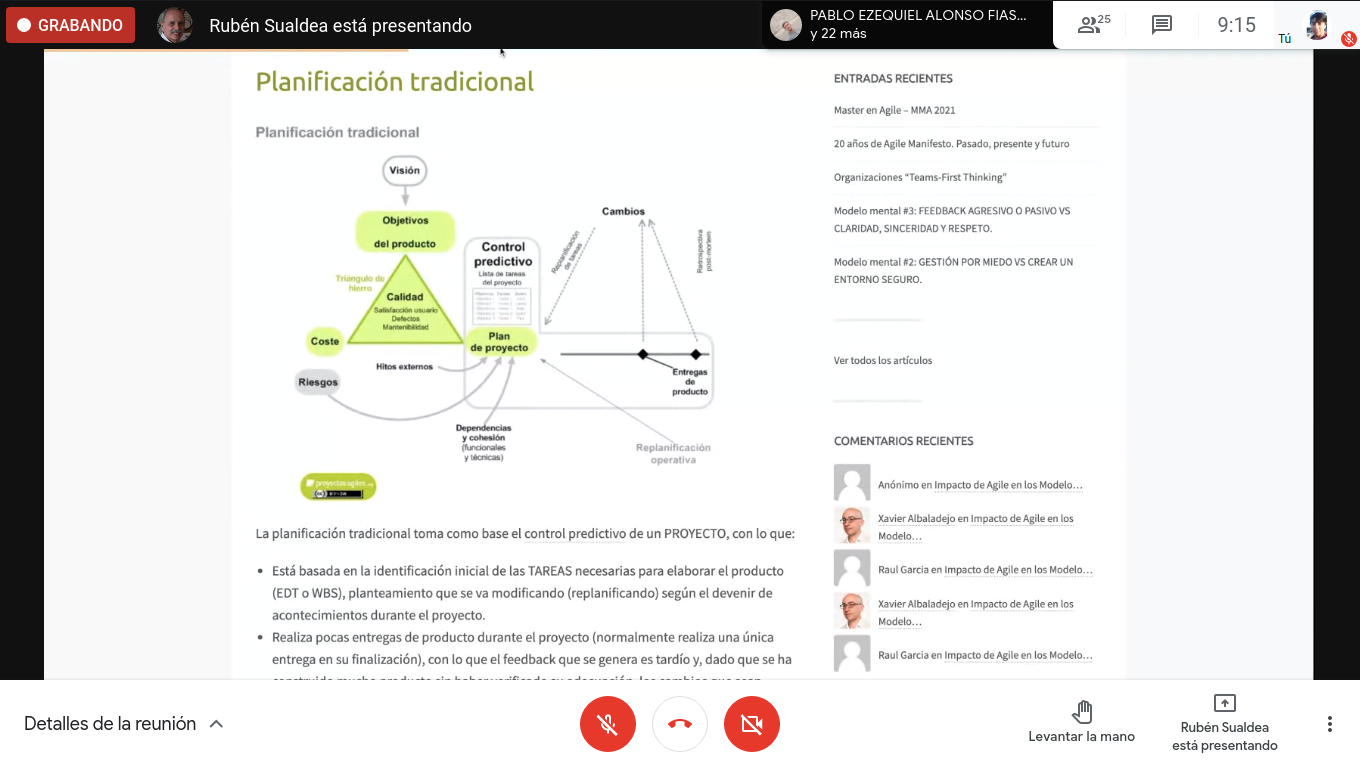 GRABANDO
Rubén Sualdea está presentando
PABLO EZEQUIEL ALONSO FIAS...
y 22 más
25
9:15
Tú
Planificación tradicional
Planificación tradicional
Visión
Objetivos
del producto
Triángulo de
hierro
Calidad
Satisfacción usuario
Defectos
Mantenibilidad
Coste
Riesgos
Hitos externos
Control
predictivo
Lista de tareas
del proyecto
Plan
de proyecto
Dependencias
y cohesión
(funcionales
y técnicas)
Cambios
Replanificación
de tareas
Retrospectiva
post-mortem
Entregas
de
producto
Replanificación
operativa
proyectosagiles
La planificación tradicional toma como base el control predictivo de un PROYECTO, con lo que:
• Está basada en la identificación inicial de las TAREAS necesarias para elaborar el producto
(EDT o WBS), planteamiento que se va modificando (replanificando) según el devenir de
acontecimientos durante el proyecto.
• Realiza pocas entregas de producto durante el proyecto (normalmente realiza una única
entrega en su finalización), con lo que el feedback que se genera es tardío y, dado que se ha
ENTRADAS RECIENTES
Master en Agile – MMA 2021
20 años de Agile Manifesto. Pasado, presente y futuro
Organizaciones “Teams-First Thinking”
Modelo mental #3: FEEDBACK AGRESIVO O PASIVO VS
CLARIDAD, SINCERIDAD Y RESPETO.
Modelo mental #2: GESTIÓN POR MIEDO VS CREAR UN
ENTORNO SEGURO.
Ver todos los artículos
COMENTARIOS RECIENTES
Anónimo en Impacto de Agile en los Modelo…
Xavier Albaladejo en Impacto de Agile en los
Modelo…
Raul Garcia en Impacto de Agile en los Modelo…
Xavier Albaladejo en Impacto de Agile en los
Modelo…
Raul Garcia en Impacto de Agile en los Modelo…
Detalles de la reunión
Levantar la mano
Rubén Sualdea
está presentando